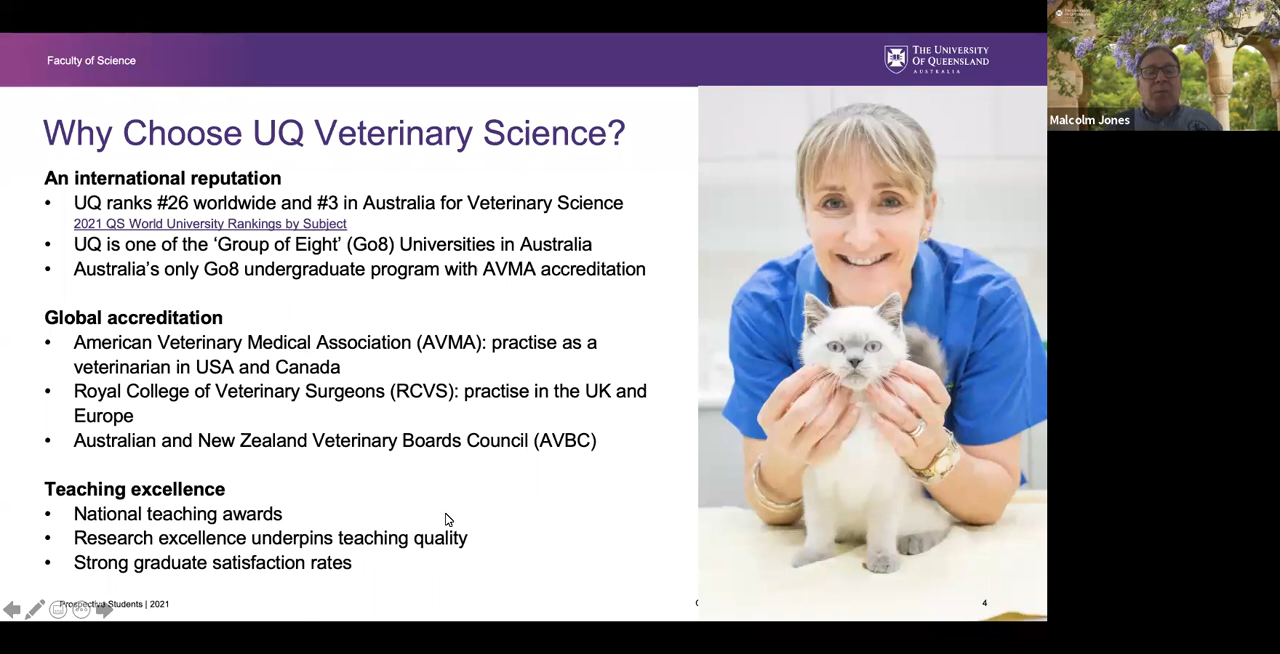 Faculty of Science
THE UNIVERSITY
OF QUEENSLAND
AUSTRALIA
Malcolm Jones
Why Choose UQ Veterinary Science?
An international reputation
• UQ ranks #26 worldwide and #3 in Australia for Veterinary Science
2021 QS World University Rankings by Subject
• UQ is one of the ‘Group of Eight’ (Go8) Universities in Australia
• Australia’s only Go8 undergraduate program with AVMA accreditation
Global accreditation
• American Veterinary Medical Association (AVMA): practise as a
veterinarian in USA and Canada
• Royal College of Veterinary Surgeons (RCVS): practise in the UK and
Europe
• Australian and New Zealand Veterinary Boards Council (AVBC)
Teaching excellence
• National teaching awards
• Research excellence underpins teaching quality
• Strong graduate satisfaction rates
Prospective Students | 2021
4